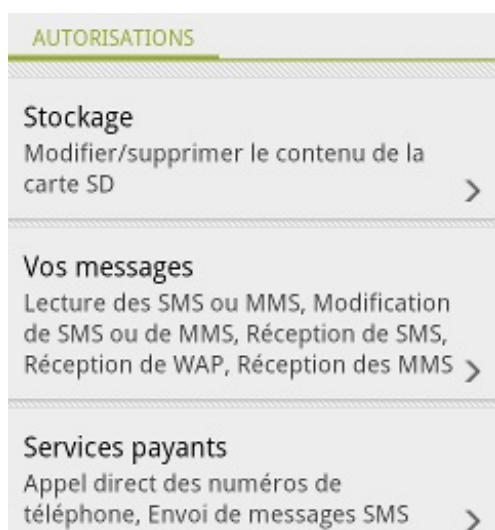 AUTORISATIONS
Stockage
Modifier/supprimer le contenu de la
carte SD
Vos messages
Lecture des SMS ou MMS, Modification
de SMS ou de MMS, Réception de SMS,
Réception de WAP, Réception des MMS
Services payants
Appel direct des numéros de
téléphone, Envoi de messages SMS